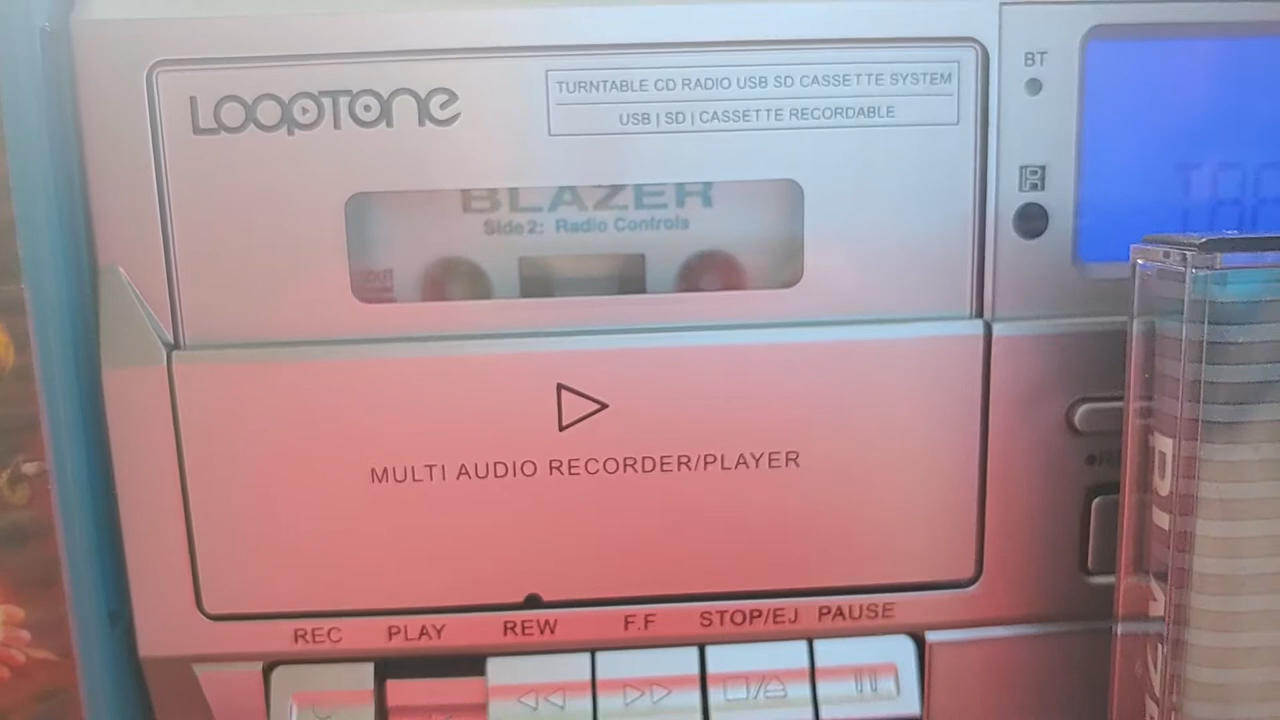 LOOPTONE
TURNTABLE CD RADIO USB SD CASSETTE SYSTEM
USB | SD | CASSETTE RECORDABLE
BT
BLAZER
Side 2: Radio Controls
MULTI AUDIO RECORDER/PLAYER
REC PLAY REW F.F STOP/EJ PAUSE